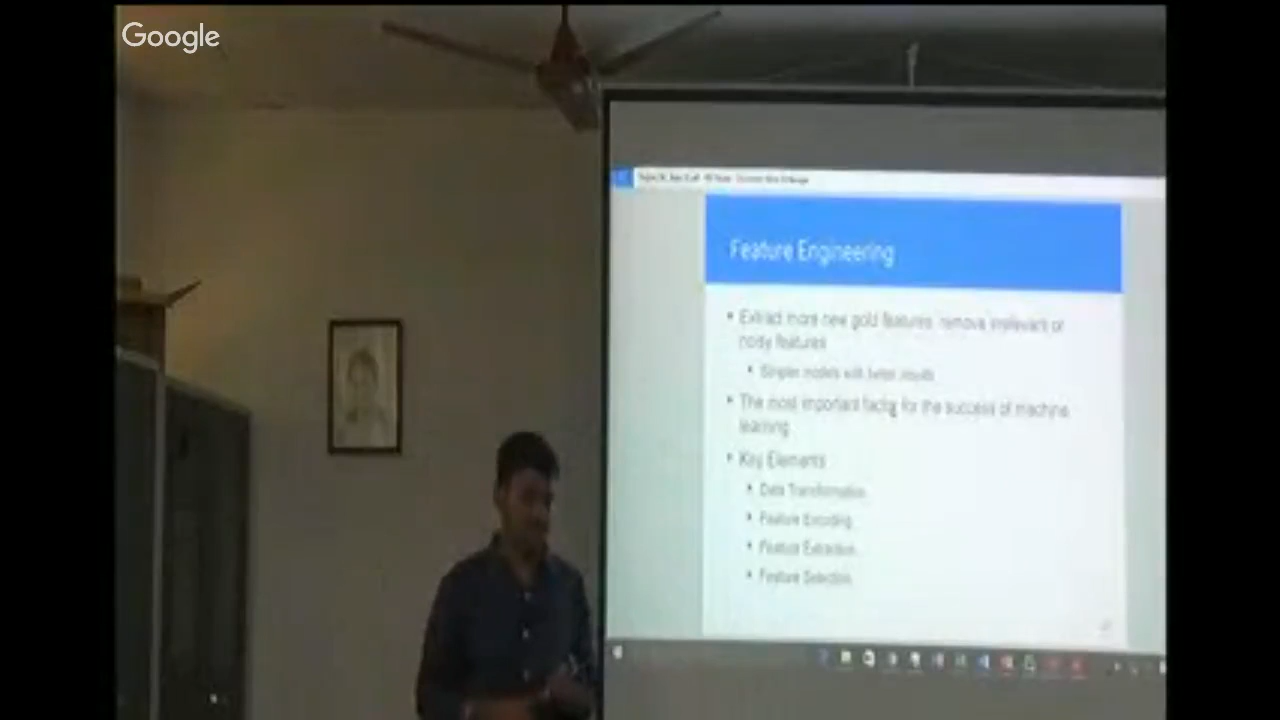 Google
Feature Engineering
Extract more new gold features, remove irrelevant or
noisy features
Simpler models with better results
The most important factor for the success of machine
learning
Key Elements
Data Transformation
Feature Encoding
Feature Extraction
Feature Selection